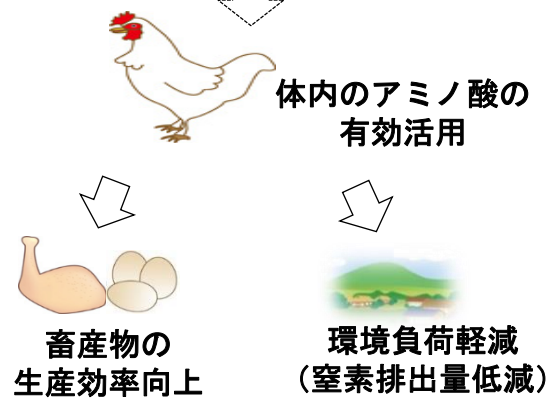 体内のアミノ酸の
有効活用
畜産物の
生産効率向上
環境負荷軽減
（窒素排出量低減）